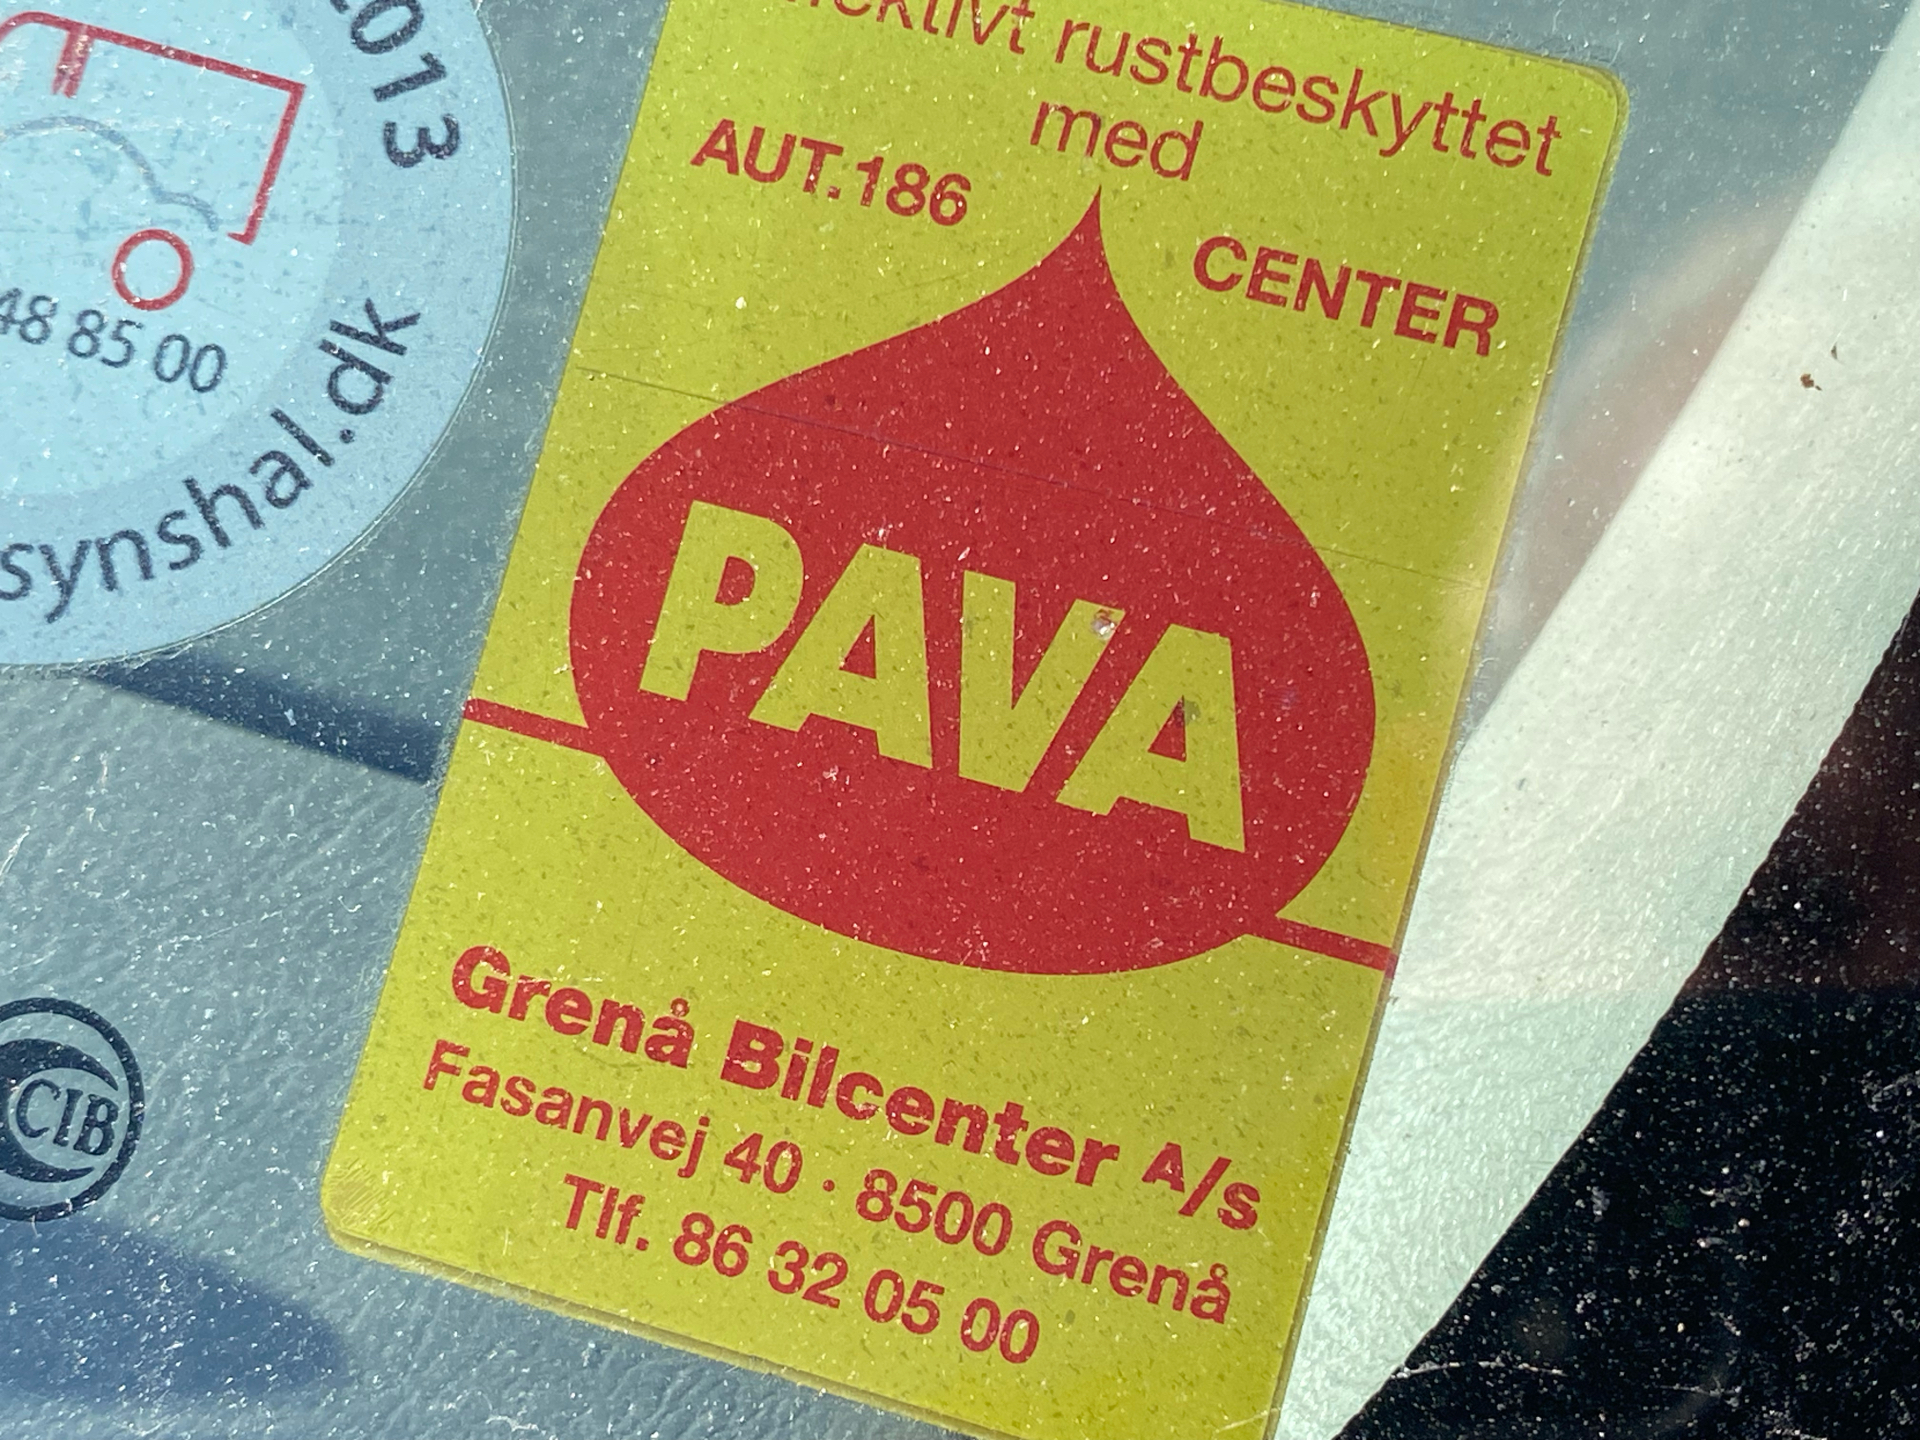 2013
48 85 00
synshal.dk
rustbeskyttet
med
AUT.186
CENTER
PAVA
Grenå Bilcenter A/s
Fasanvej 40 · 8500 Grenå
Tlf. 86 32 05 00
CIB